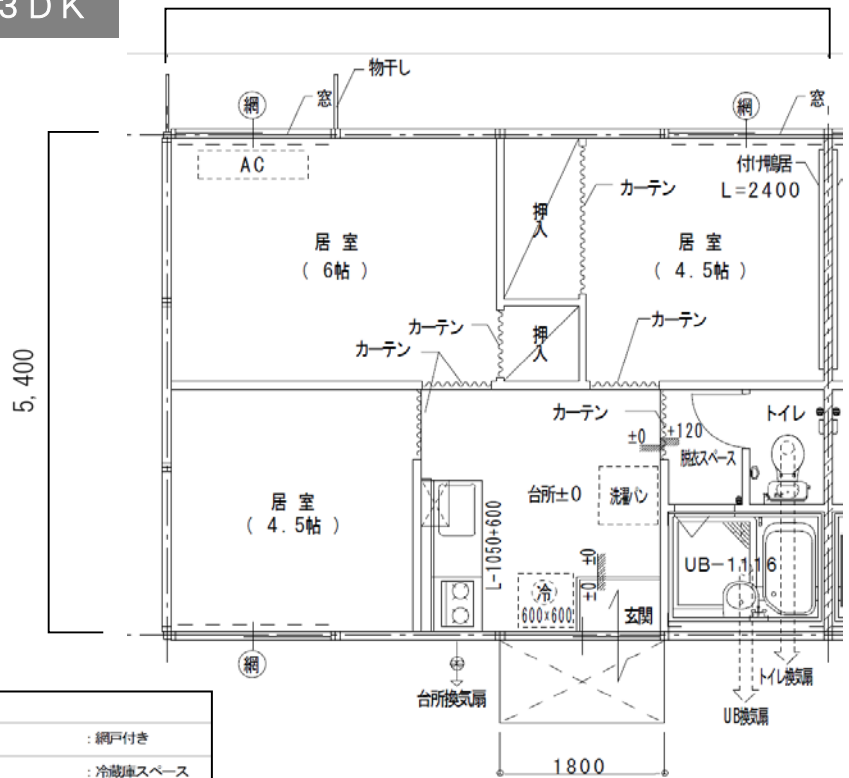 3DK
物干し
網
窓
網
窓
AC
付け鴨居
L=2400
カーテン
押入
居室
(6帖)
居室
(4.5帖)
カーテン
カーテン
押入
カーテン
5,400
カーテン
トイレ
±0
+120
脱衣スペース
居室
(4.5帖)
台所±0
洗濯パン
L-1050+600
UB-1116
±0
±0
冷
600×600
玄関
網
台所換気扇
トイレ換気扇
UB換気扇
:網戸付き
:冷蔵庫スペース
1800